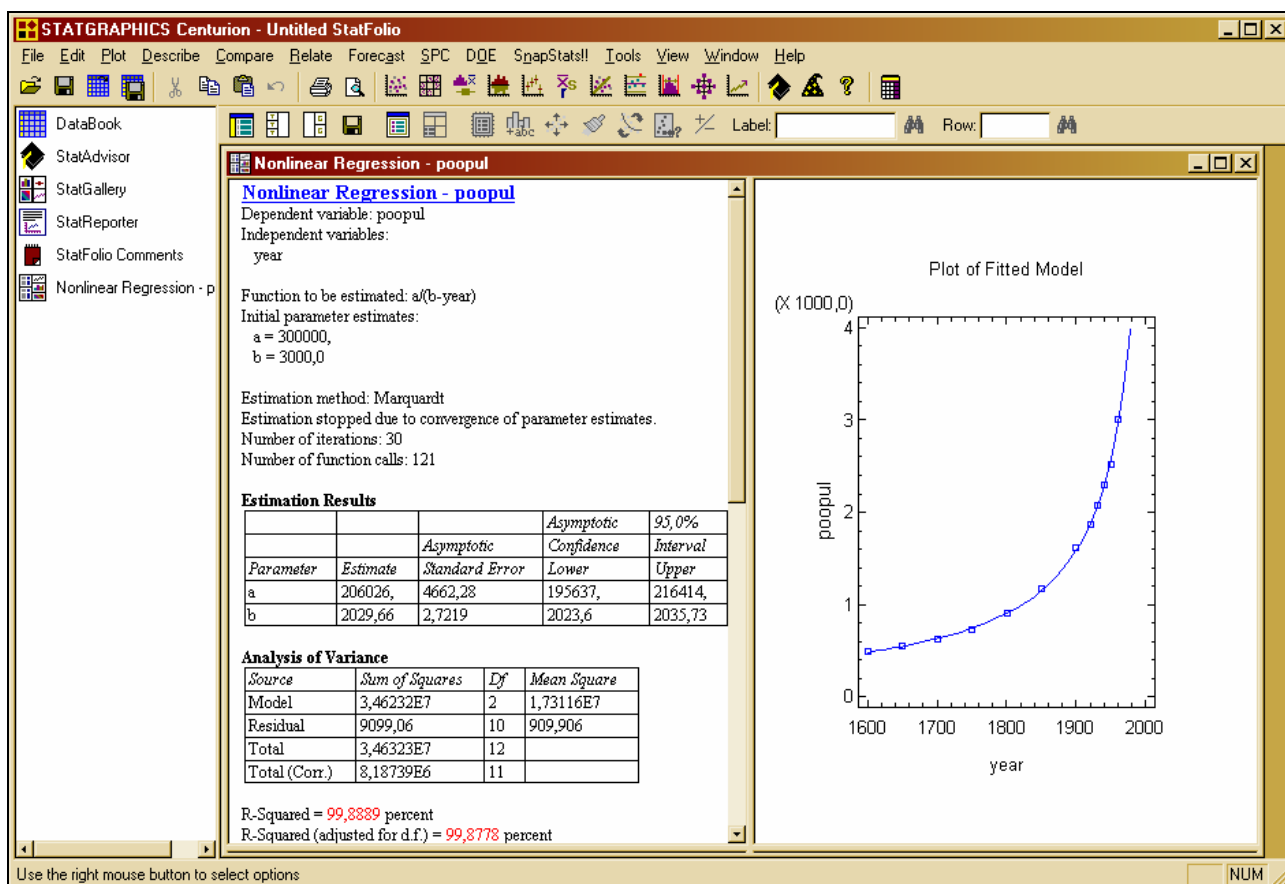 STATGRAPHICS Centurion - Untitled StatFolio
File Edit Plot Describe Compare Relate Forecast SPC DOE SnapStats!! Tools View Window Help
Label: Row:
DataBook
StatAdvisor
StatGallery
StatReporter
StatFolio Comments
Nonlinear Regression - p
Nonlinear Regression - poopul
Nonlinear Regression - poopul
Dependent variable: poopul
Independent variables:
year
Function to be estimated: a/(b-year)
Initial parameter estimates:
a = 300000,
b = 3000,0
Estimation method: Marquardt
Estimation stopped due to convergence of parameter estimates.
Number of iterations: 30
Number of function calls: 121
Estimation Results
Asymptotic 95,0%
Asymptotic Confidence Interval
Parameter Estimate Standard Error Lower Upper
a 206026, 4662,28 195637, 216414,
b 2029,66 2,7219 2023,6 2035,73
Analysis of Variance
Source Sum of Squares Df Mean Square
Model 3,46232E7 2 1,73116E7
Residual 9099,06 10 909,906
Total 3,46323E7 12
Total (Corr.) 8,18739E6 11
R-Squared = 99,8889 percent
R-Squared (adjusted for d.f.) = 99,8778 percent
Plot of Fitted Model
(X 1000,0)
4
3
2
1
0
poopul
1600 1700 1800 1900 2000
year
Use the right mouse button to select options
NUM